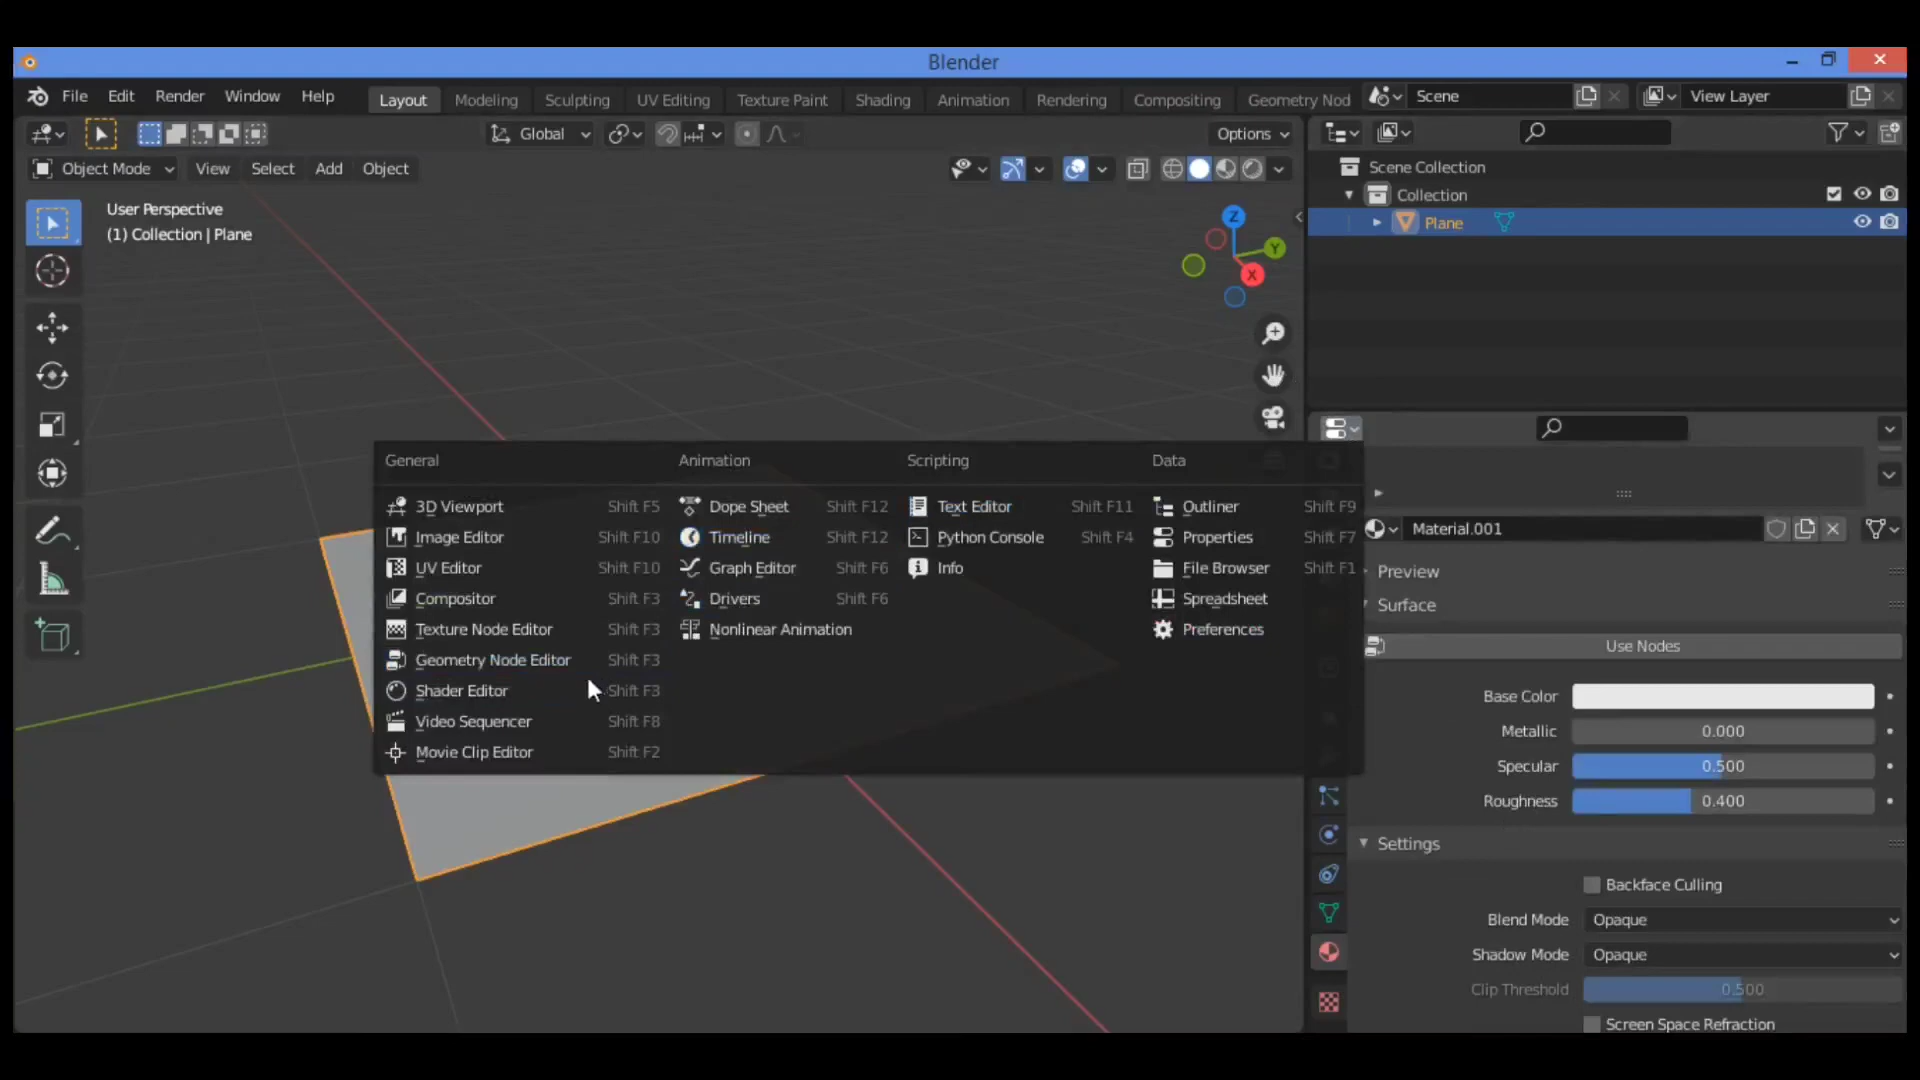 Blender
File Edit Render Window Help Layout Modeling Sculpting UV Editing Texture Paint Shading Animation Rendering Compositing Geometry Nod Scene View Layer
Global Options
Object Mode View Select Add Object
User Perspective
(1) Collection | Plane
Z
Y
X
Scene Collection
Collection
Plane
General Animation Scripting Data
3D Viewport Shift F5 Dope Sheet Shift F12 Text Editor Shift F11 Outliner Shift F9
Image Editor Shift F10 Timeline Shift F12 Python Console Shift F4 Properties Shift F7
UV Editor Shift F10 Graph Editor Shift F6 Info File Browser Shift F1
Compositor Shift F3 Drivers Shift F6 Spreadsheet
Texture Node Editor Shift F3 Nonlinear Animation Preferences
Geometry Node Editor Shift F3
Shader Editor Shift F3
Video Sequencer Shift F8
Movie Clip Editor Shift F2
Material.001
Preview
Surface
Use Nodes
Base Color
Metallic 0.000
Specular 0.500
Roughness 0.400
Settings
Backface Culling
Blend Mode Opaque
Shadow Mode Opaque
Clip Threshold 0.500
Screen Space Refraction